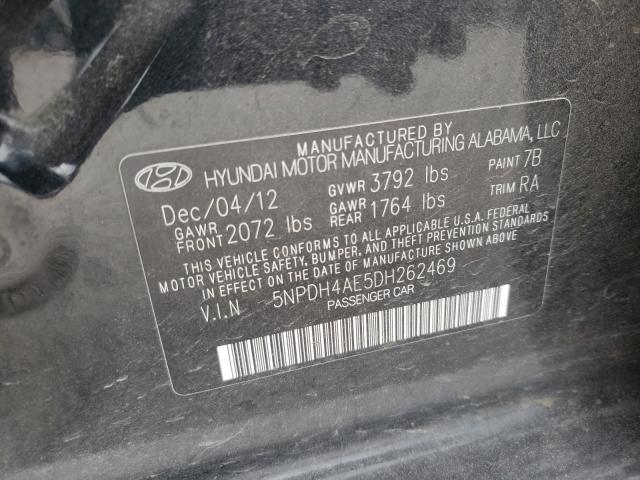 MANUFACTURED BY
HYUNDAI MOTOR MANUFACTURING ALABAMA, LLC
Dec/04/12 GVWR 3792 lbs PAINT 7B
GAWR FRONT 2072 lbs GAWR REAR 1764 lbs TRIM RA
THIS VEHICLE CONFORMS TO ALL APPLICABLE U.S.A. FEDERAL
MOTOR VEHICLE SAFETY, BUMPER, AND THEFT PREVENTION STANDARDS
IN EFFECT ON THE DATE OF MANUFACTURE SHOWN ABOVE
V.I.N 5NPDH4AE5DH262469
PASSENGER CAR